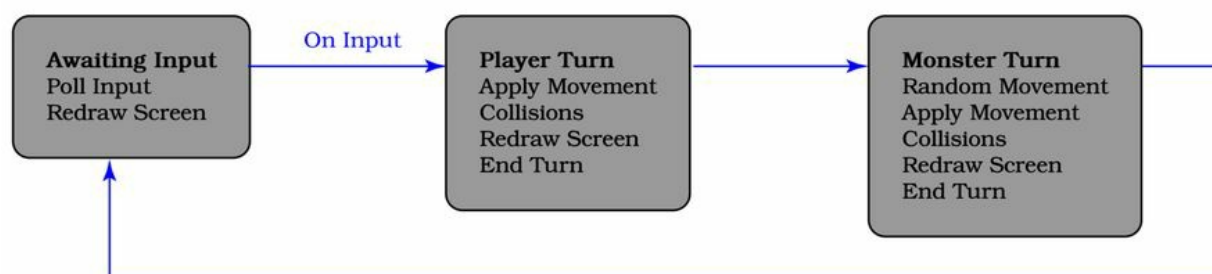 Awaiting Input
Poll Input
Redraw Screen
On Input
Player Turn
Apply Movement
Collisions
Redraw Screen
End Turn
Monster Turn
Random Movement
Apply Movement
Collisions
Redraw Screen
End Turn